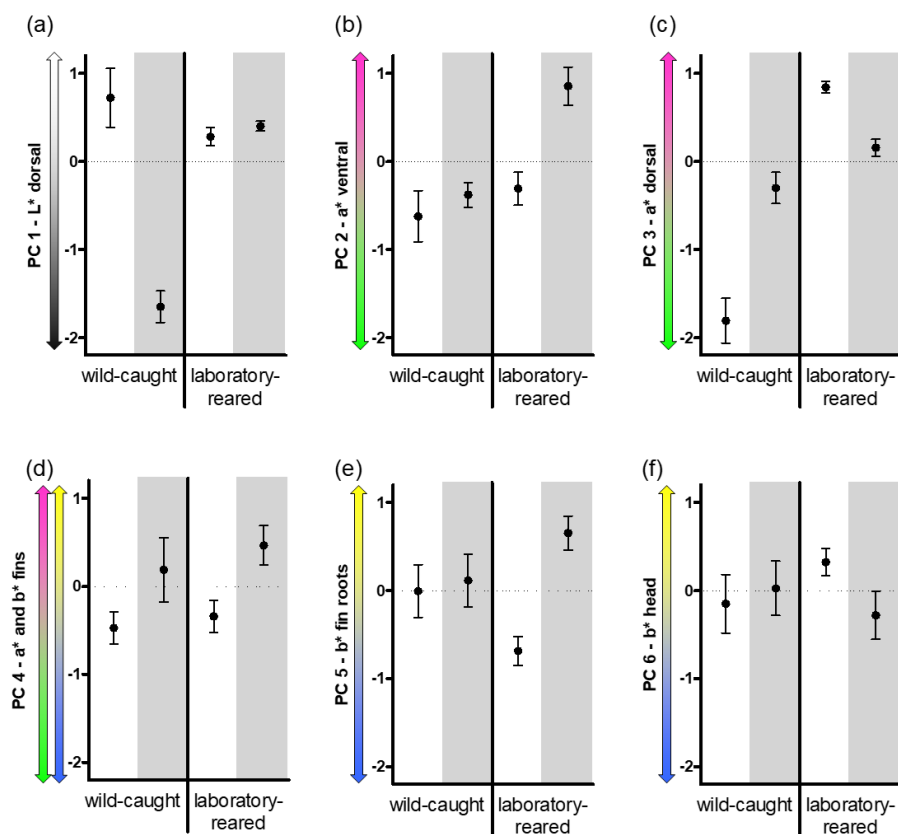 (a)
PC 1 - L* dorsal
1
0
-1
-2
wild-caught
laboratory-
reared
(b)
PC 2 - a* ventral
1
0
-1
-2
wild-caught
laboratory-
reared
(c)
PC 3 - a* dorsal
1
0
-1
-2
wild-caught
laboratory-
reared
(d)
PC 4 - a* and b* fins
1
0
-1
-2
wild-caught
laboratory-
reared
(e)
PC 5 - b* fin roots
1
0
-1
-2
wild-caught
laboratory-
reared
(f)
PC 6 - b* head
1
0
-1
-2
wild-caught
laboratory-
reared